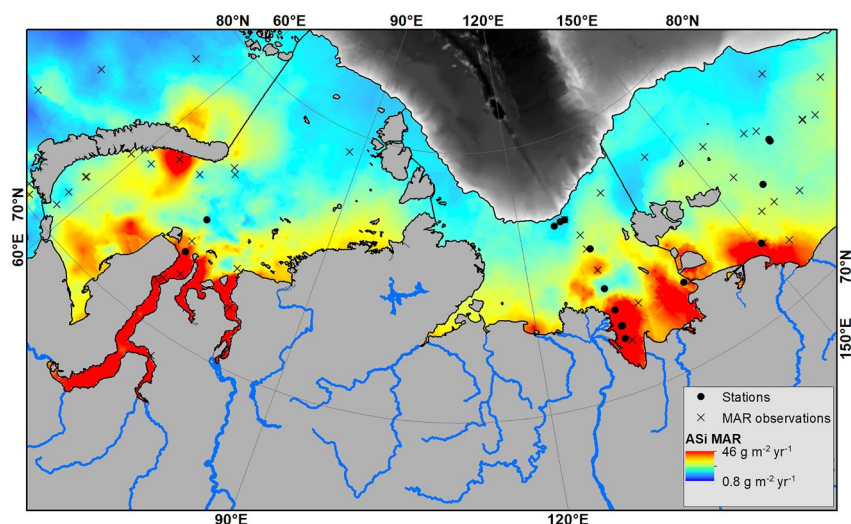 80°N 60°E 90°E 120°E 150°E 80°N
70°N
60°E
70°N
150°E
Stations
MAR observations
ASi MAR
46 g m⁻² yr⁻¹
0.8 g m⁻² yr⁻¹
90°E 120°E